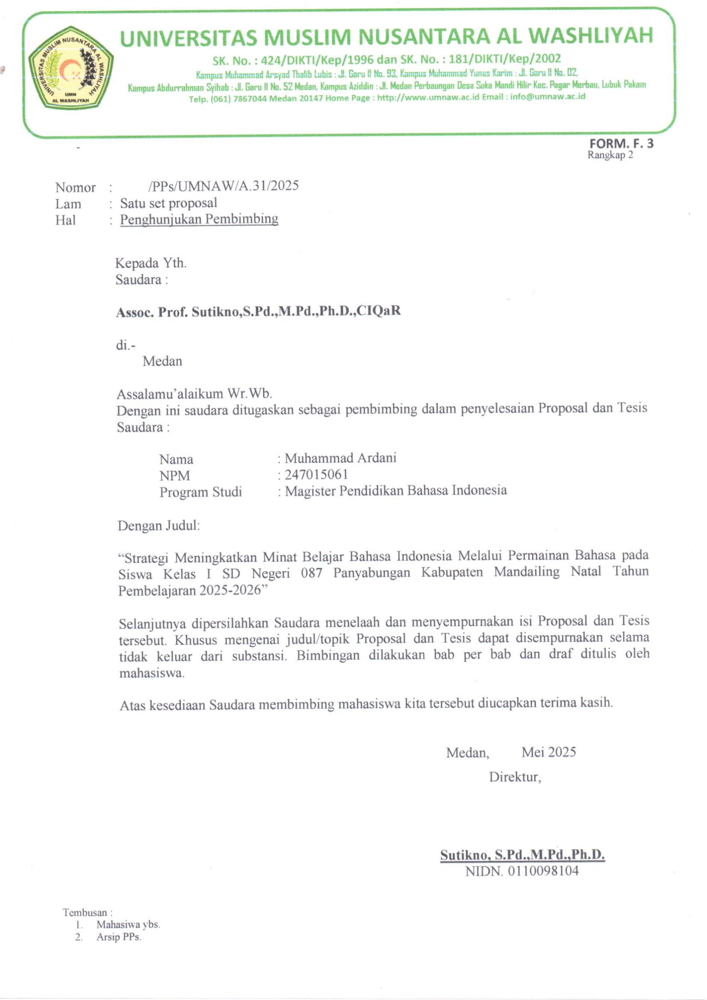 UNIVERSITAS MUSLIM NUSANTARA AL WASHLIYAH
UMN
AL WASHLIYAH
UNIVERSITAS MUSLIM NUSANTARA AL WASHLIYAH
SK. No. : 424/DIKTI/Kep/1996 dan SK. No. : 181/DIKTI/Kep/2002
Kampus Muhammad Arsyad Thalib Lubis : Jl. Garu II No. 93, Kampus Muhammad Yunus Karim : Jl. Garu II No. 02,
Kampus Abdurrahman Syihab : Jl. Garu II No. 52 Medan, Kampus Aziddin : Jl. Medan Perbaungan Desa Suka Mandi Hilir Kec. Pagar Merbau, Lubuk Pakam
Telp. (061) 7867044 Medan 20147 Home Page : http://www.umnaw.ac.id Email : info@umnaw.ac.id
FORM. F. 3
Rangkap 2
Nomor : /PPs/UMNAW/A.31/2025
Lam : Satu set proposal
Hal : Penghunjukan Pembimbing
Kepada Yth.
Saudara :
Assoc. Prof. Sutikno,S.Pd.,M.Pd.,Ph.D.,CIQaR
di.-
Medan
Assalamu’alaikum Wr.Wb.
Dengan ini saudara ditugaskan sebagai pembimbing dalam penyelesaian Proposal dan Tesis
Saudara :
Nama : Muhammad Ardani
NPM : 247015061
Program Studi : Magister Pendidikan Bahasa Indonesia
Dengan Judul:
“Strategi Meningkatkan Minat Belajar Bahasa Indonesia Melalui Permainan Bahasa pada
Siswa Kelas I SD Negeri 087 Panyabungan Kabupaten Mandailing Natal Tahun
Pembelajaran 2025-2026”
Selanjutnya dipersilahkan Saudara menelaah dan menyempurnakan isi Proposal dan Tesis
tersebut. Khusus mengenai judul/topik Proposal dan Tesis dapat disempurnakan selama
tidak keluar dari substansi. Bimbingan dilakukan bab per bab dan draf ditulis oleh
mahasiswa.
Atas kesediaan Saudara membimbing mahasiswa kita tersebut diucapkan terima kasih.
Medan, Mei 2025
Direktur,
Sutikno, S.Pd.,M.Pd.,Ph.D.
NIDN. 0110098104
Tembusan :
1. Mahasiwa ybs.
2. Arsip PPs.